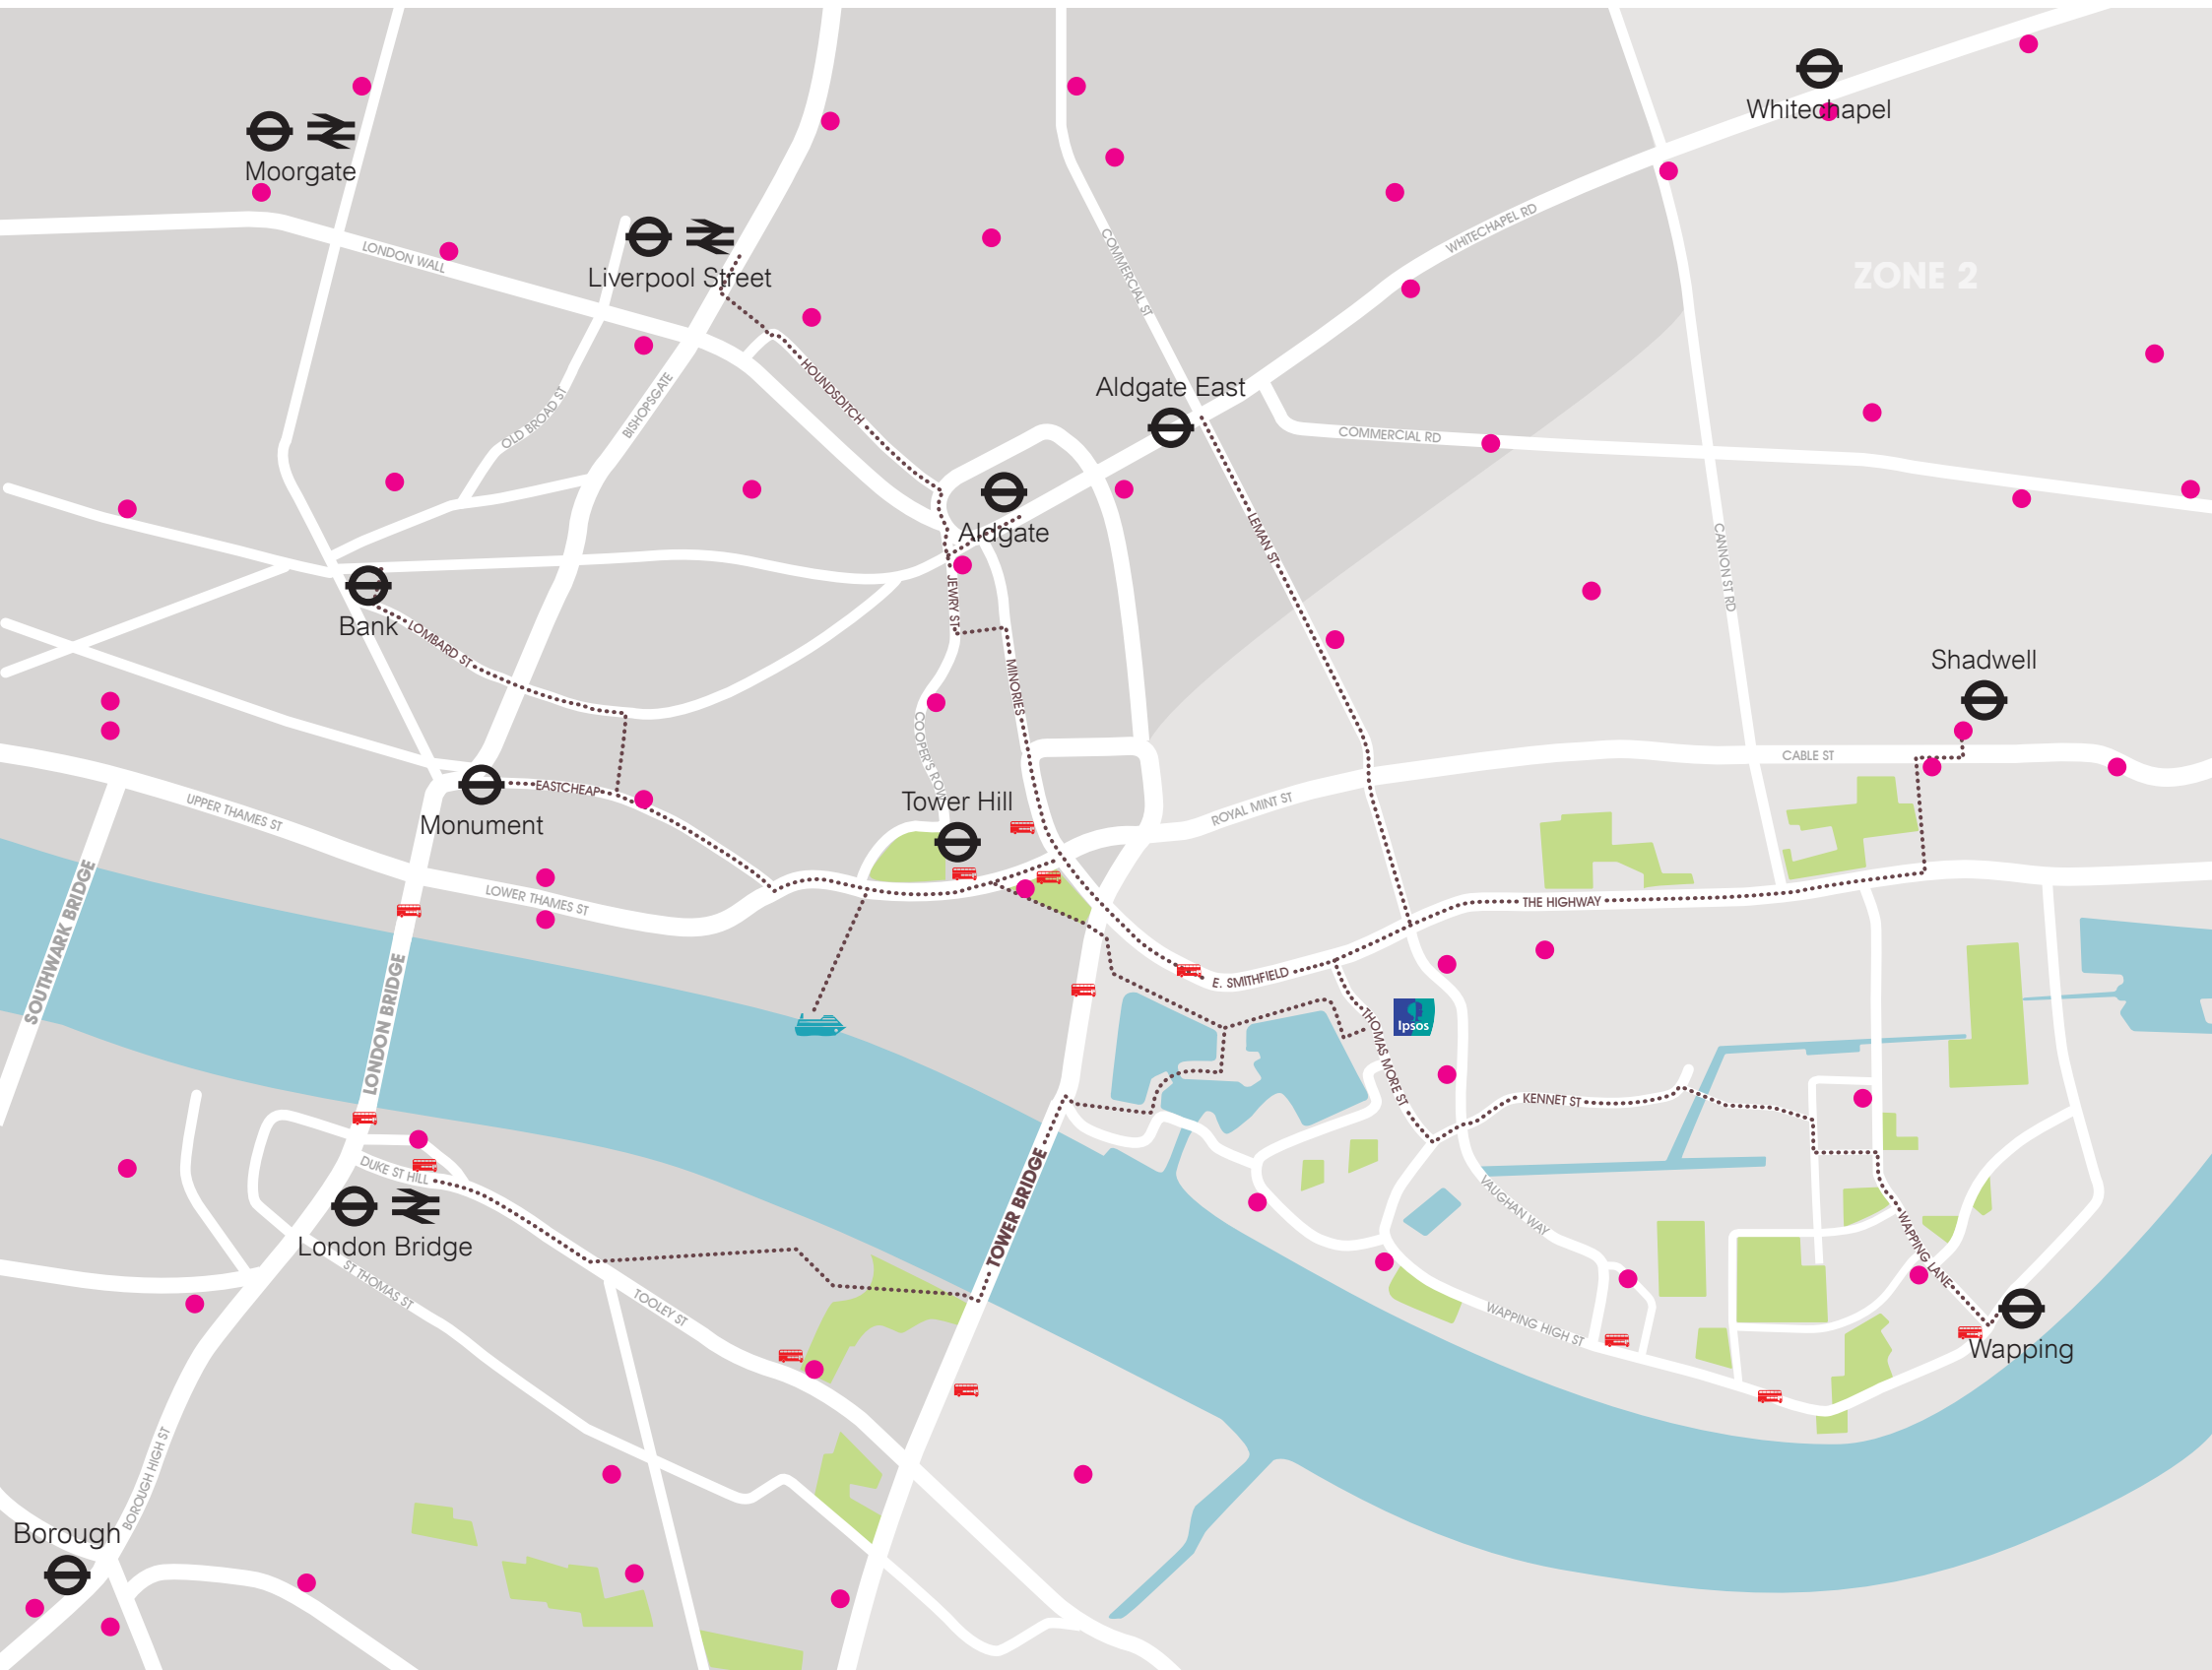 Whitechapel
Moorgate
WHITECHAPEL RD
LONDON WALL
Liverpool Street
COMMERCIAL ST
ZONE 2
HOUNDSDITCH
OLD BROAD ST
BISHOPSGATE
Aldgate East
COMMERCIAL RD
Aldgate
LEMAN ST
CANNON ST RD
JEWRY ST
Bank
LOMBARD ST
MINORIES
Shadwell
COOPER'S ROW
CABLE ST
EASTCHEAP
Tower Hill
ROYAL MINT ST
UPPER THAMES ST
Monument
LOWER THAMES ST
SOUTHWARK BRIDGE
THE HIGHWAY
LONDON BRIDGE
E. SMITHFIELD
Ipsos
THOMAS MORE ST
KENNET ST
DUKE ST HILL
TOWER BRIDGE
VAUGHAN WAY
WAPPING LANE
London Bridge
ST THOMAS ST
TOOLEY ST
WAPPING HIGH ST
Wapping
BOROUGH HIGH ST
Borough